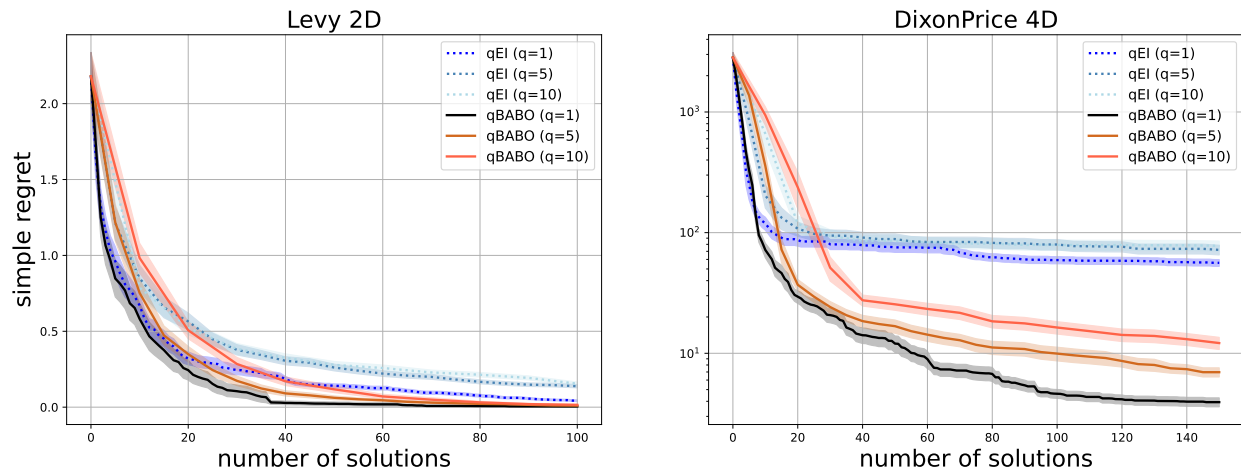 Levy 2D
simple regret
2.0
1.5
1.0
0.5
0.0
0 20 40 60 80 100
number of solutions
qEI (q=1)
qEI (q=5)
qEI (q=10)
qBABO (q=1)
qBABO (q=5)
qBABO (q=10)
DixonPrice 4D
10³
10²
10¹
0 20 40 60 80 100 120 140
number of solutions
qEI (q=1)
qEI (q=5)
qEI (q=10)
qBABO (q=1)
qBABO (q=5)
qBABO (q=10)